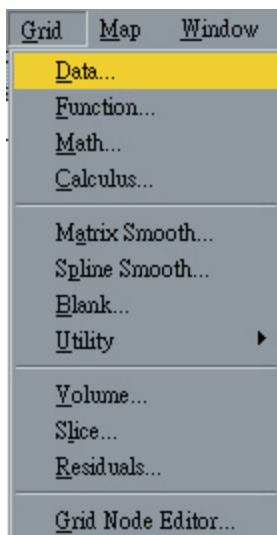 Grid Map Window
Data...
Function...
Math...
Calculus...
Matrix Smooth...
Spline Smooth...
Blank...
Utility
Volume...
Slice...
Residuals...
Grid Node Editor...